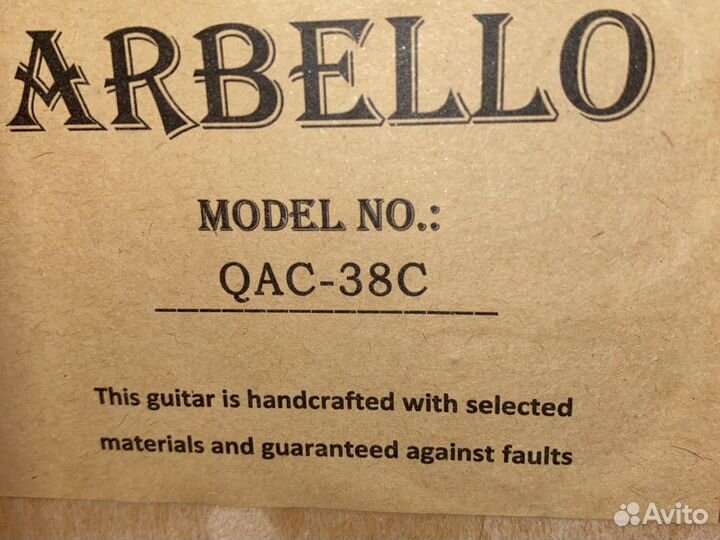 ARBELLO
MODEL NO.:
QAC-38C
This guitar is handcrafted with selected
materials and guaranteed against faults
Avito